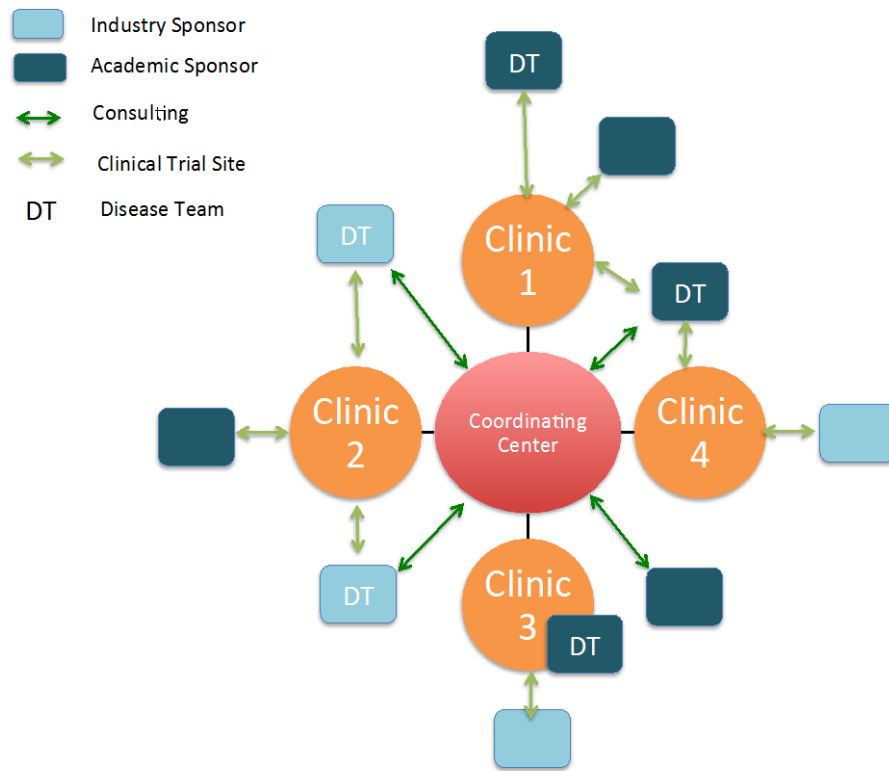 Industry Sponsor
Academic Sponsor
Consulting
Clinical Trial Site
DT Disease Team
DT
DT
Clinic
1
DT
Clinic
2
Coordinating
Center
Clinic
4
DT
Clinic
3
DT